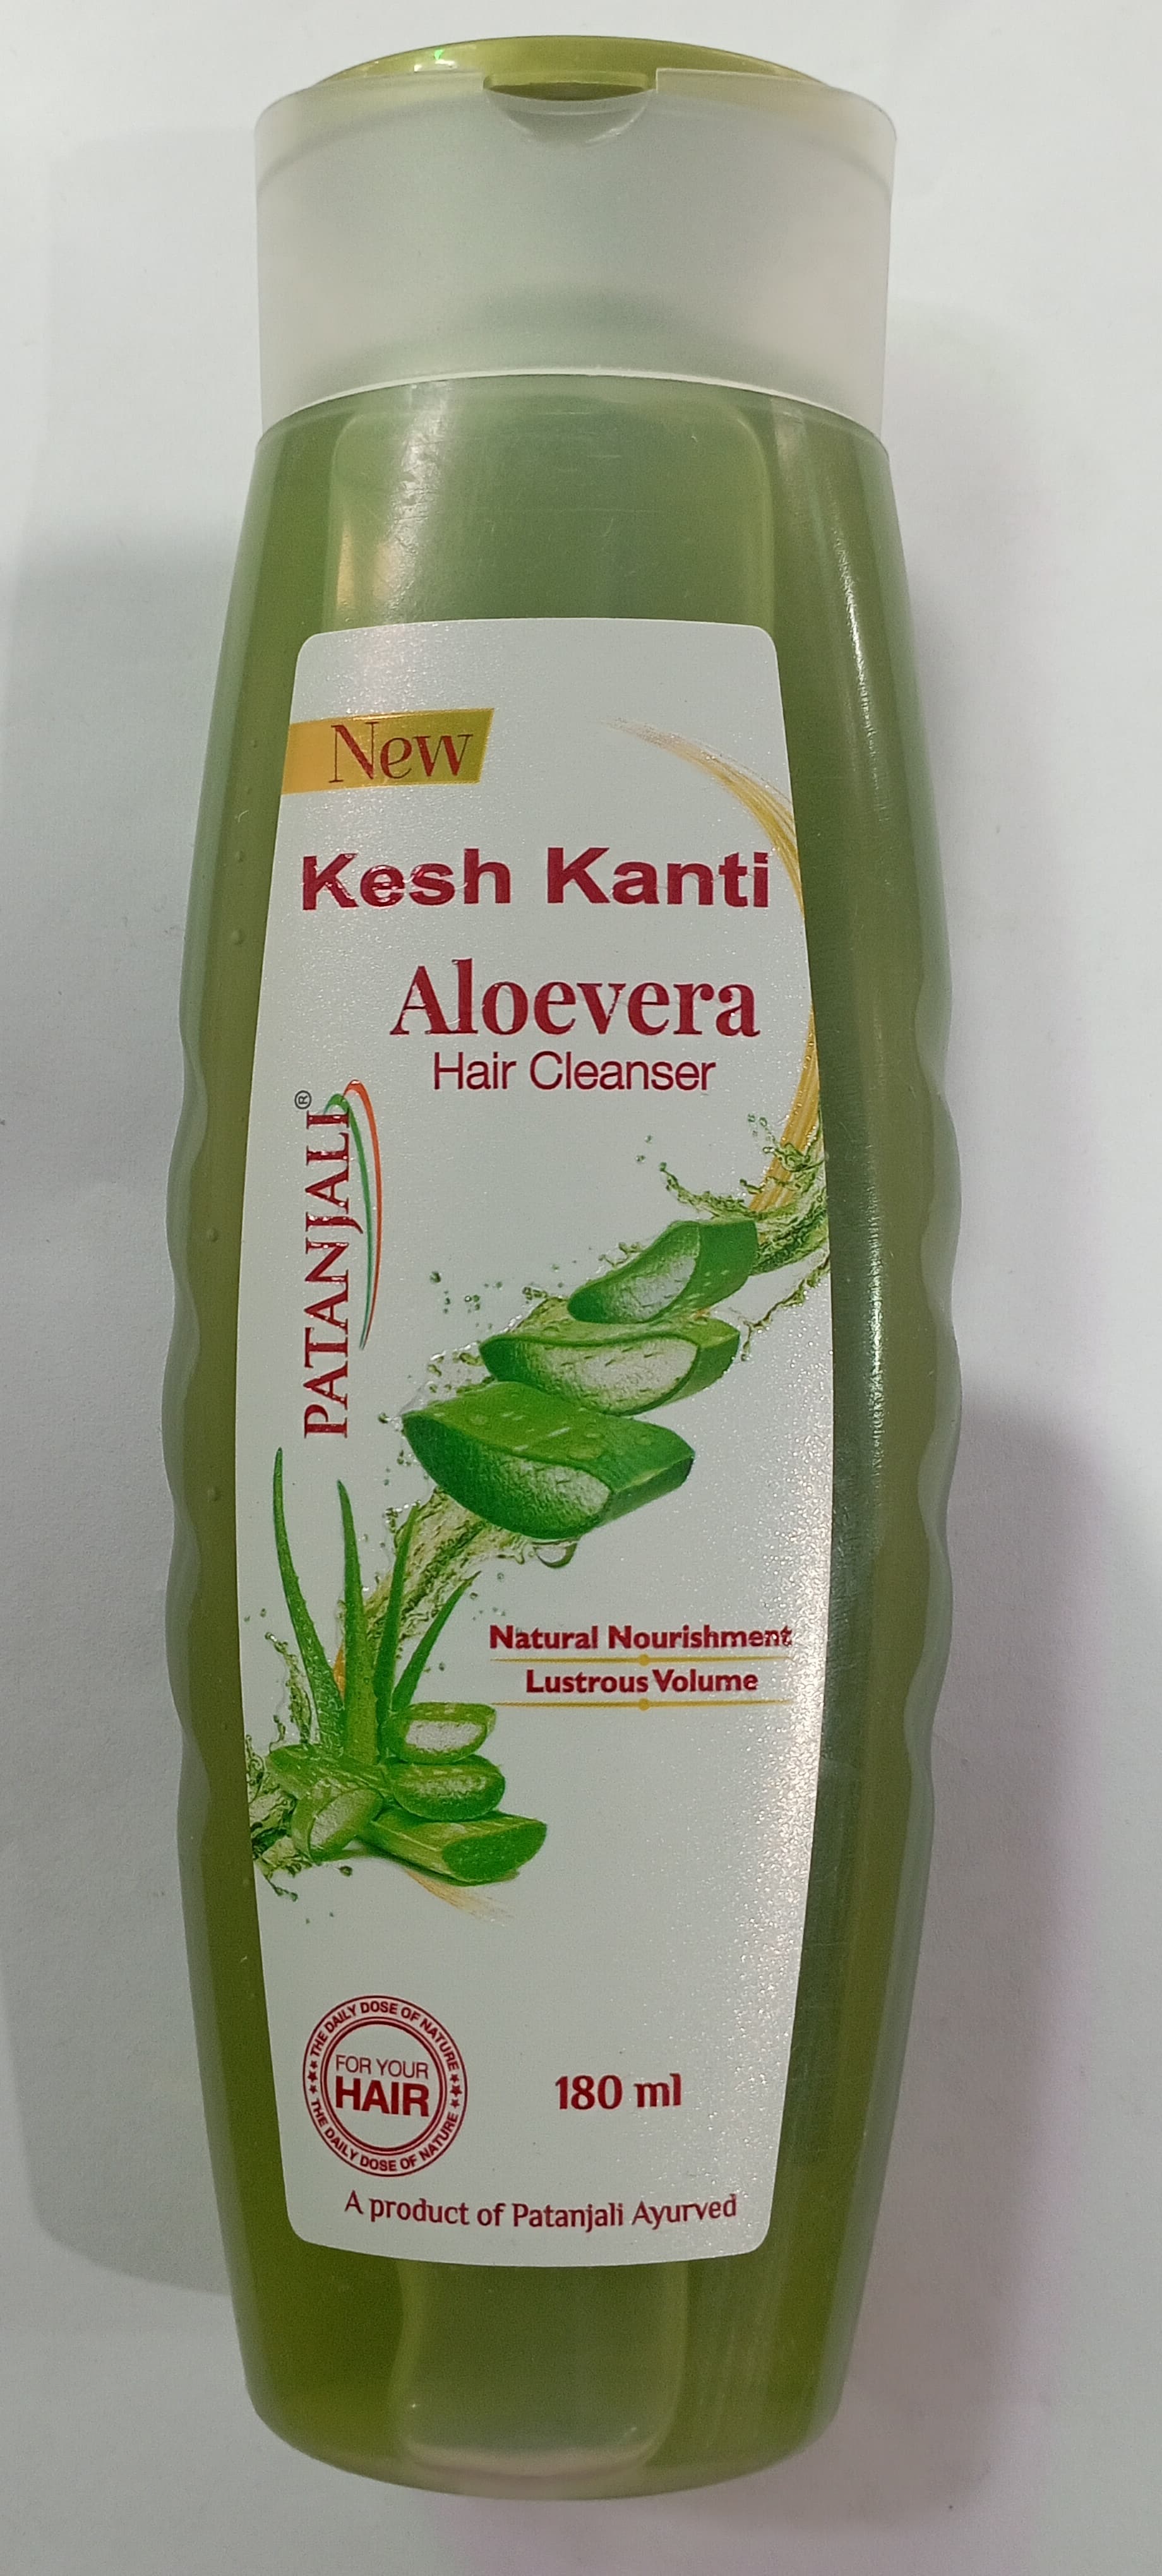 New
Kesh Kanti
Aloevera
Hair Cleanser
PATANJALI®
Natural Nourishment
Lustrous Volume
THE DAILY DOSE OF NATURE
FOR YOUR
HAIR
THE DAILY DOSE OF NATURE
180 ml
A product of Patanjali Ayurved